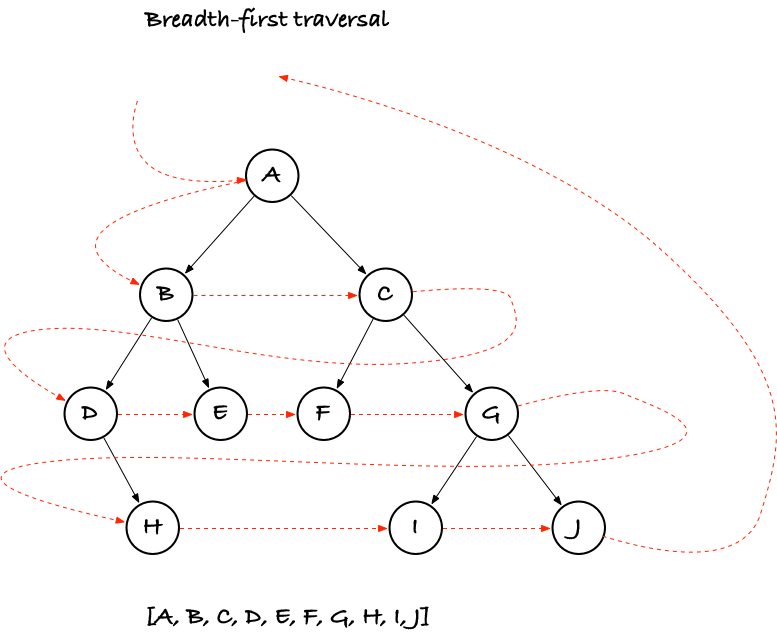 Breadth-first traversal
A
B
C
D
E
F
G
H
I
J
[A, B, C, D, E, F, G, H, I, J]